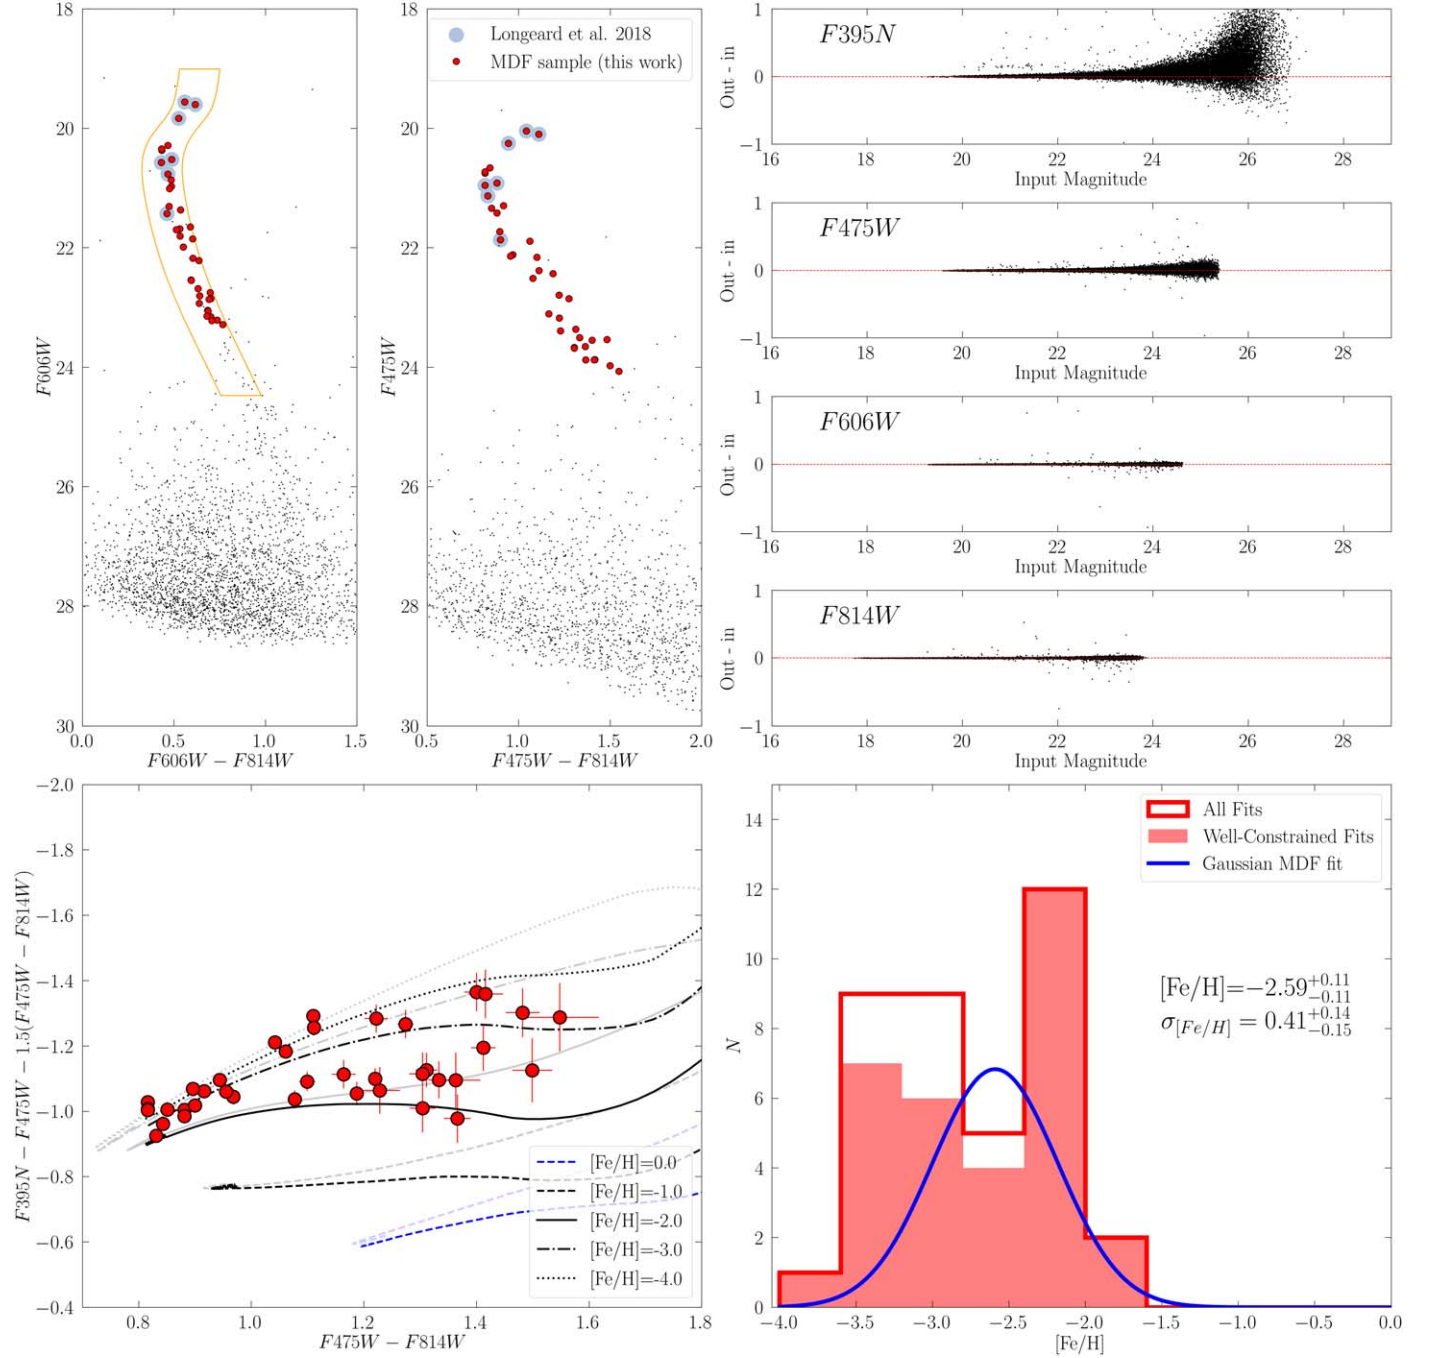 18
20
22
24
26
28
30
F606W
0.0 0.5 1.0 1.5
F606W − F814W
Longeard et al. 2018
MDF sample (this work)
18
20
22
24
26
28
30
F475W
0.5 1.0 1.5 2.0
F475W − F814W
F395N
1
0
−1
Out - in
16 18 20 22 24 26 28
Input Magnitude
F475W
1
0
−1
Out - in
16 18 20 22 24 26 28
Input Magnitude
F606W
1
0
−1
Out - in
16 18 20 22 24 26 28
Input Magnitude
F814W
1
0
−1
Out - in
16 18 20 22 24 26 28
Input Magnitude
−2.0
−1.8
−1.6
−1.4
−1.2
−1.0
−0.8
−0.6
−0.4
F395N − F475W − 1.5(F475W − F814W)
[Fe/H]=0.0
[Fe/H]=-1.0
[Fe/H]=-2.0
[Fe/H]=-3.0
[Fe/H]=-4.0
0.8 1.0 1.2 1.4 1.6 1.8
F475W − F814W
All Fits
Well-Constrained Fits
Gaussian MDF fit
14
12
10
8
6
4
2
0
N
[Fe/H]=−2.59+0.11−0.11
σ[Fe/H] = 0.41+0.14−0.15
−4.0 −3.5 −3.0 −2.5 −2.0 −1.5 −1.0 −0.5 0.0
[Fe/H]